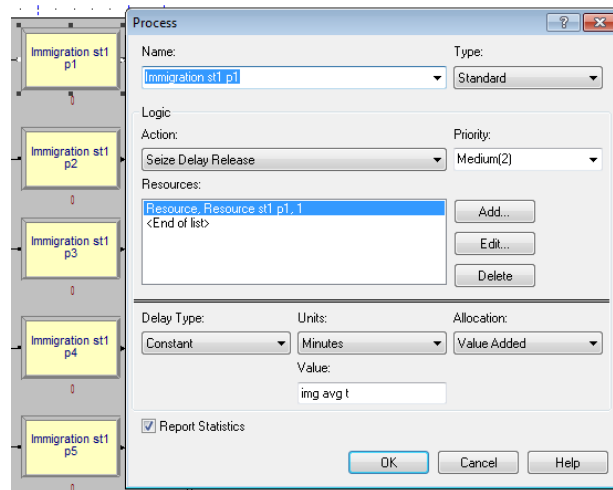 Immigration st1
p1
0
Immigration st1
p2
0
Immigration st1
p3
0
Immigration st1
p4
0
Immigration st1
p5
0
Process
?
Name:
Type:
Immigration st1 p1
Standard
Logic
Action:
Priority:
Seize Delay Release
Medium(2)
Resources:
Resource, Resource st1 p1, 1
<End of list>
Add...
Edit...
Delete
Delay Type:
Units:
Allocation:
Constant
Minutes
Value Added
Value:
img avg t
Report Statistics
OK
Cancel
Help